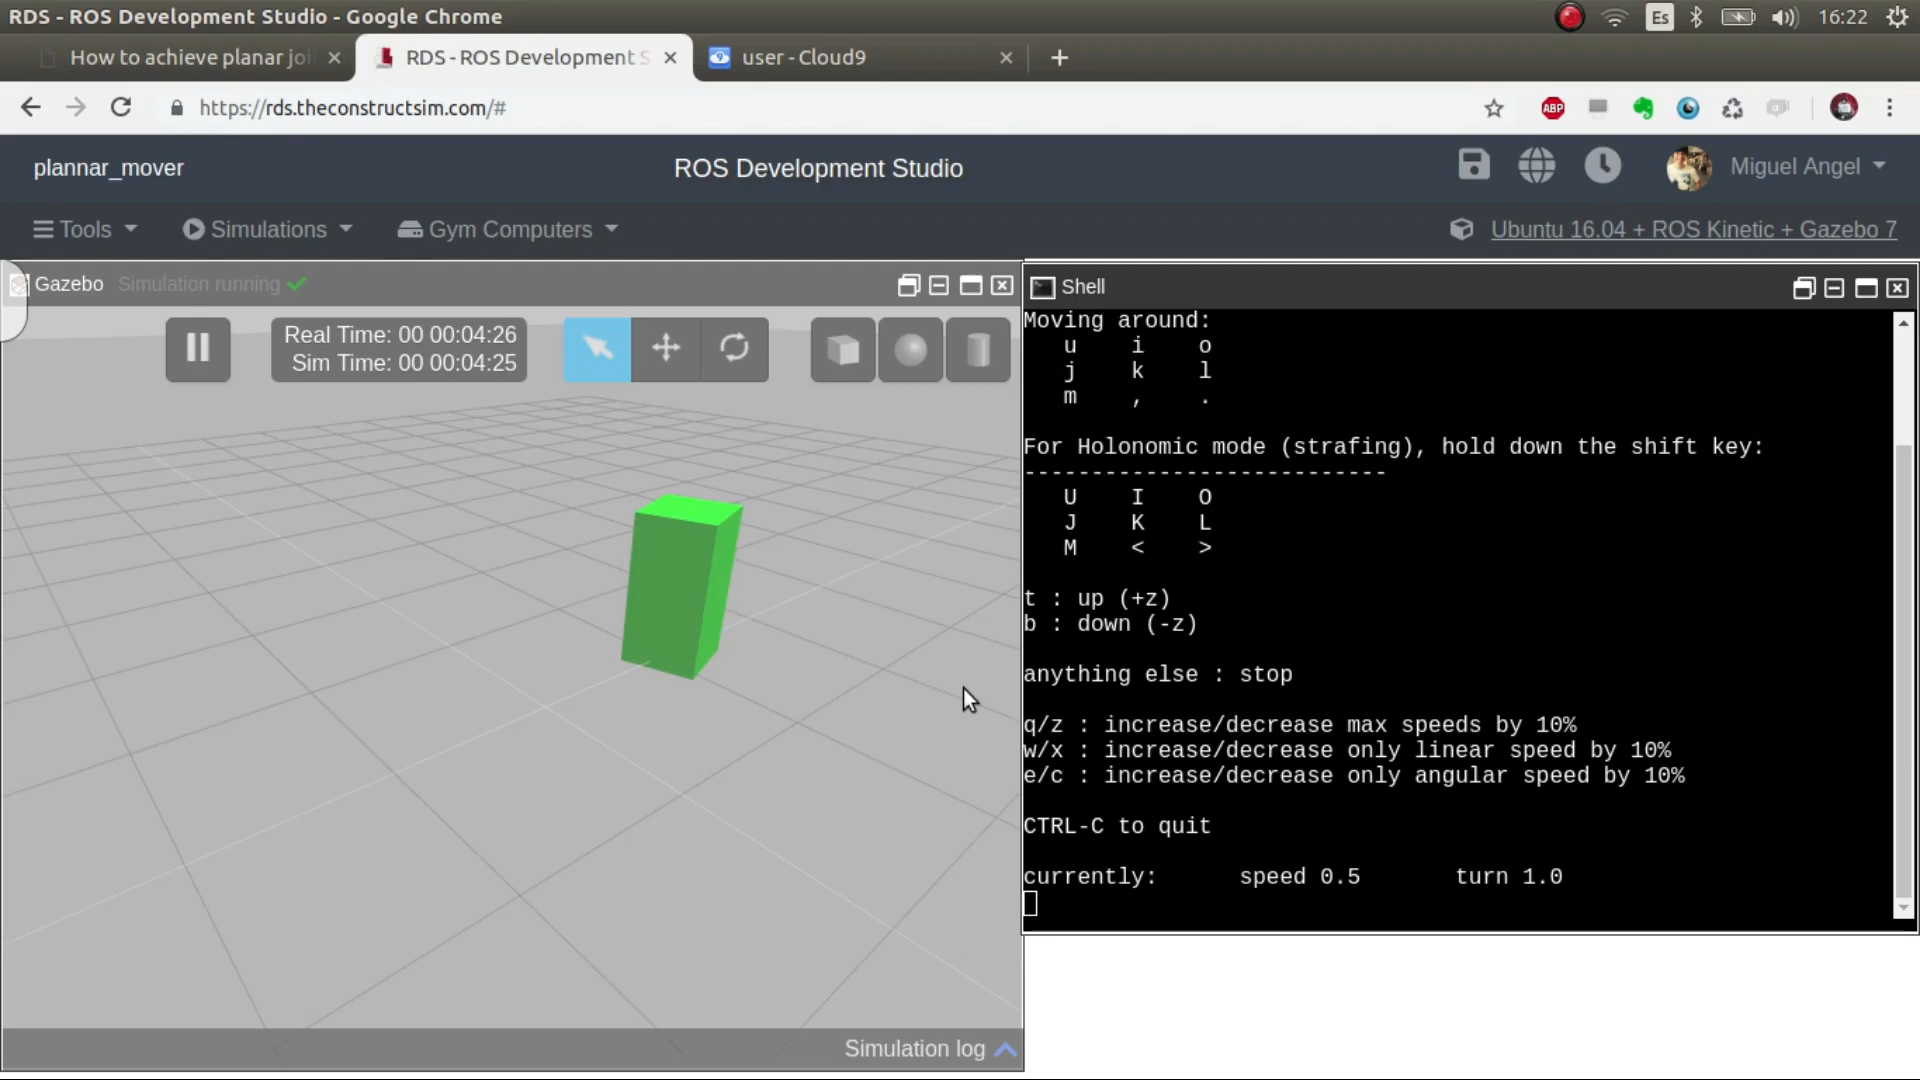 RDS - ROS Development Studio - Google Chrome
Es
16:22
How to achieve planar joi
RDS - ROS Development S
user - Cloud9
https://rds.theconstructsim.com/#
ABP
plannar_mover
ROS Development Studio
Miguel Angel
Tools
Simulations
Gym Computers
Ubuntu 16.04 + ROS Kinetic + Gazebo 7
Gazebo
Simulation running
Real Time: 00 00:04:26
Sim Time: 00 00:04:25
Simulation log
Shell
Moving around:
u i o
j k l
m , .
For Holonomic mode (strafing), hold down the shift key:
---------------------------
U I O
J K L
M < >
t : up (+z)
b : down (-z)
anything else : stop
q/z : increase/decrease max speeds by 10%
w/x : increase/decrease only linear speed by 10%
e/c : increase/decrease only angular speed by 10%
CTRL-C to quit
currently: speed 0.5 turn 1.0